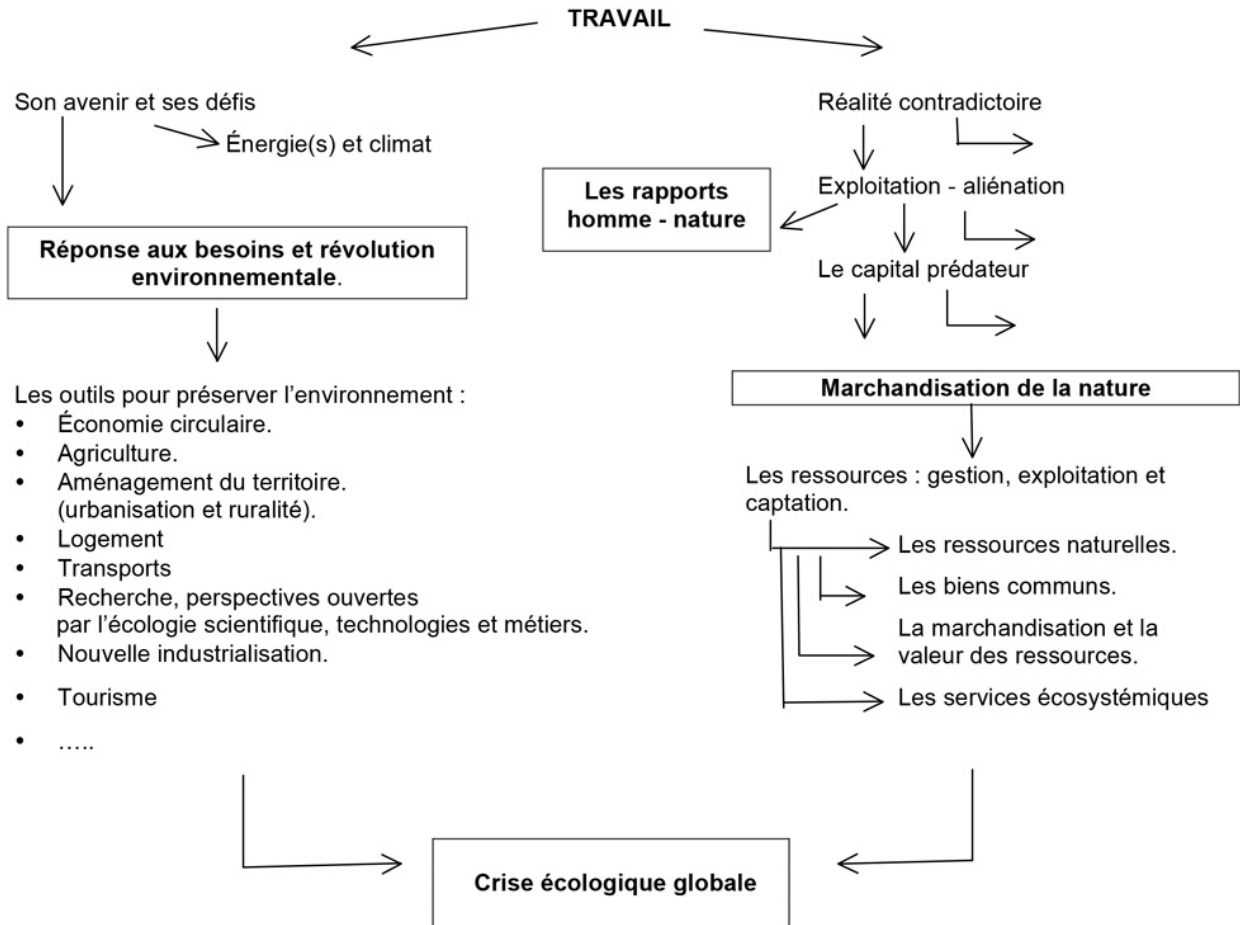 TRAVAIL
Son avenir et ses défis
Énergie(s) et climat
Réponse aux besoins et révolution
environnementale.
Les outils pour préserver l’environnement :
• Économie circulaire.
• Agriculture.
• Aménagement du territoire.
(urbanisation et ruralité).
• Logement
• Transports
• Recherche, perspectives ouvertes
par l’écologie scientifique, technologies et métiers.
• Nouvelle industrialisation.
• Tourisme
• …..
Réalité contradictoire
Exploitation - aliénation
Les rapports
homme - nature
Le capital prédateur
Marchandisation de la nature
Les ressources : gestion, exploitation et
captation.
Les ressources naturelles.
Les biens communs.
La marchandisation et la
valeur des ressources.
Les services écosystémiques
Crise écologique globale